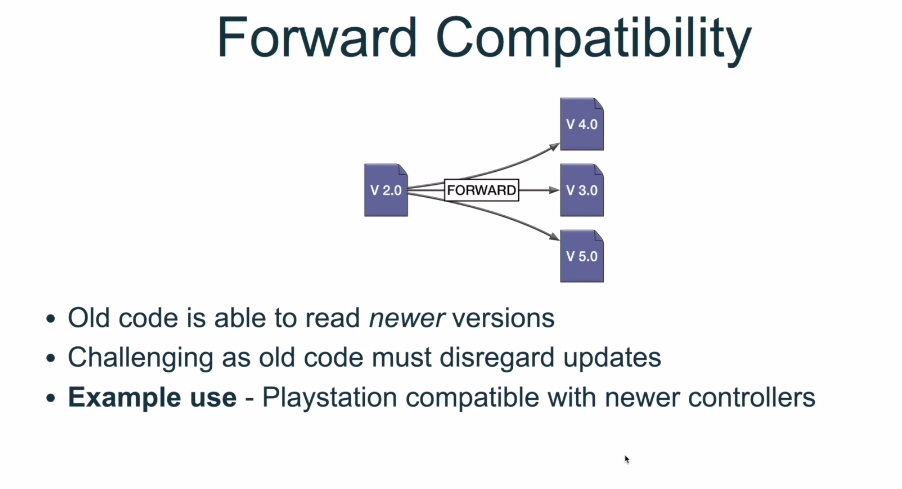 Forward Compatibility
V 4.0
V 2.0 FORWARD V 3.0
V 5.0
• Old code is able to read newer versions
• Challenging as old code must disregard updates
• Example use - Playstation compatible with newer controllers